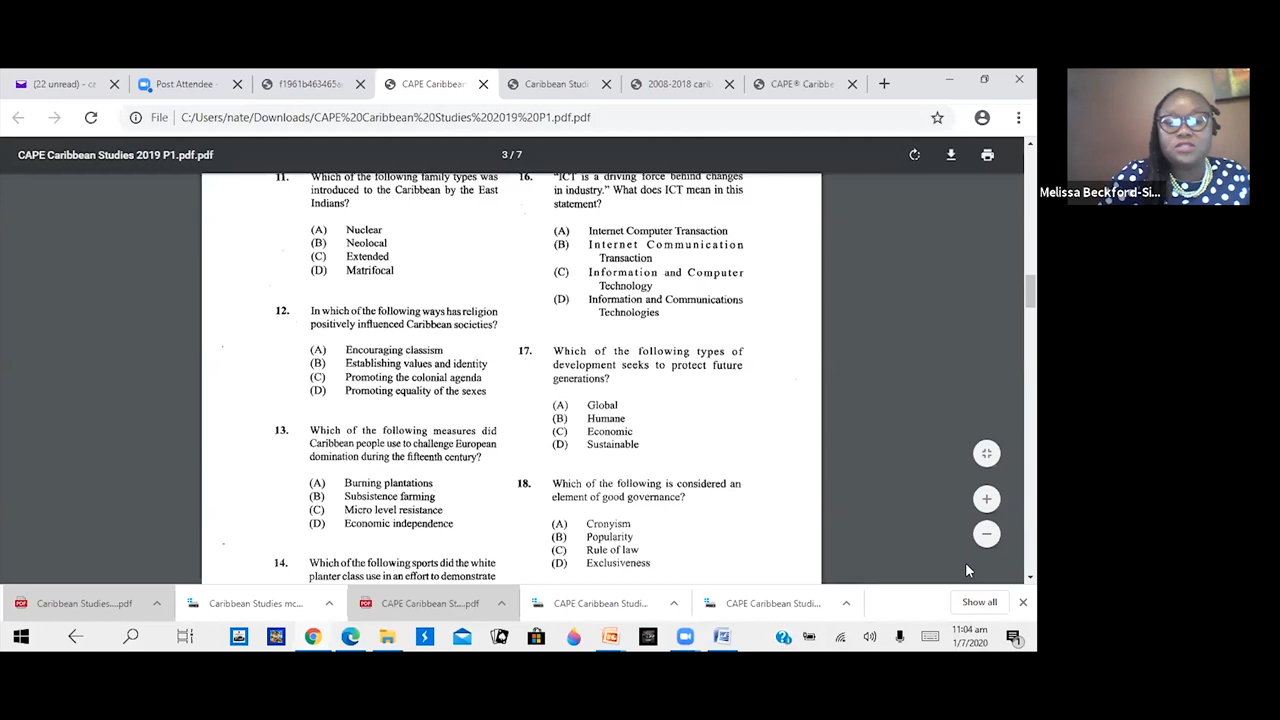 (22 unread) - ca
Post Attendee -
f1961b463465a
CAPE Caribbean
Caribbean Studi
2008-2018 carib
CAPE® Caribbe
File
C:/Users/nate/Downloads/CAPE%20Caribbean%20Studies%202019%20P1.pdf.pdf
CAPE Caribbean Studies 2019 P1.pdf.pdf
3 / 7
Melissa Beckford-Si...
11. Which of the following family types was
introduced to the Caribbean by the East
Indians?
(A) Nuclear
(B) Neolocal
(C) Extended
(D) Matrifocal
12. In which of the following ways has religion
positively influenced Caribbean societies?
(A) Encouraging classism
(B) Establishing values and identity
(C) Promoting the colonial agenda
(D) Promoting equality of the sexes
13. Which of the following measures did
Caribbean people use to challenge European
domination during the fifteenth century?
(A) Burning plantations
(B) Subsistence farming
(C) Micro level resistance
(D) Economic independence
14. Which of the following sports did the white
planter class use in an effort to demonstrate
16. "ICT is a driving force behind changes
in industry." What does ICT mean in this
statement?
(A) Internet Computer Transaction
(B) Internet Communication
Transaction
(C) Information and Computer
Technology
(D) Information and Communications
Technologies
17. Which of the following types of
development seeks to protect future
generations?
(A) Global
(B) Humane
(C) Economic
(D) Sustainable
18. Which of the following is considered an
element of good governance?
(A) Cronyism
(B) Popularity
(C) Rule of law
(D) Exclusiveness
Caribbean Studies....pdf
Caribbean Studies mc...
CAPE Caribbean St....pdf
CAPE Caribbean Studi...
CAPE Caribbean Studi...
Show all
11:04 am
1/7/2020